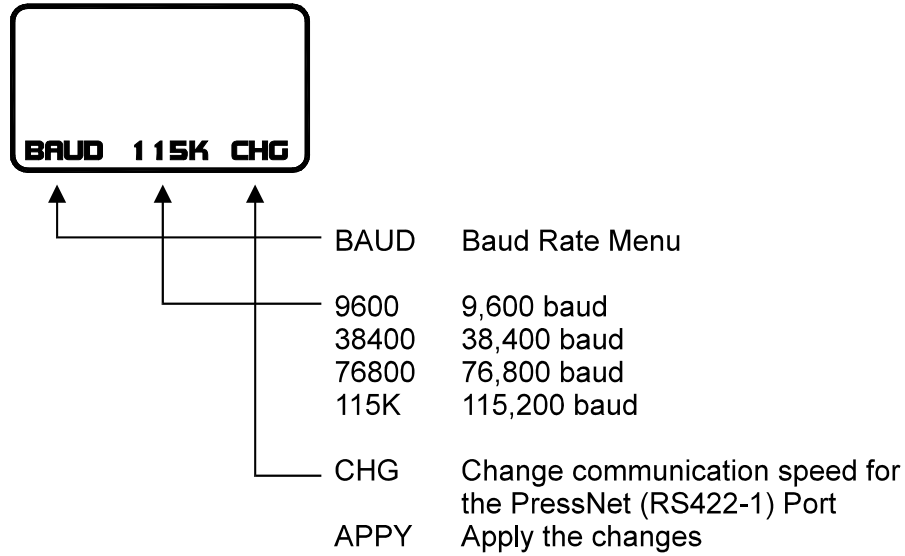 BAUD 115K CHG
BAUD Baud Rate Menu
9600 9,600 baud
38400 38,400 baud
76800 76,800 baud
115K 115,200 baud
CHG Change communication speed for
the PressNet (RS422-1) Port
APPY Apply the changes